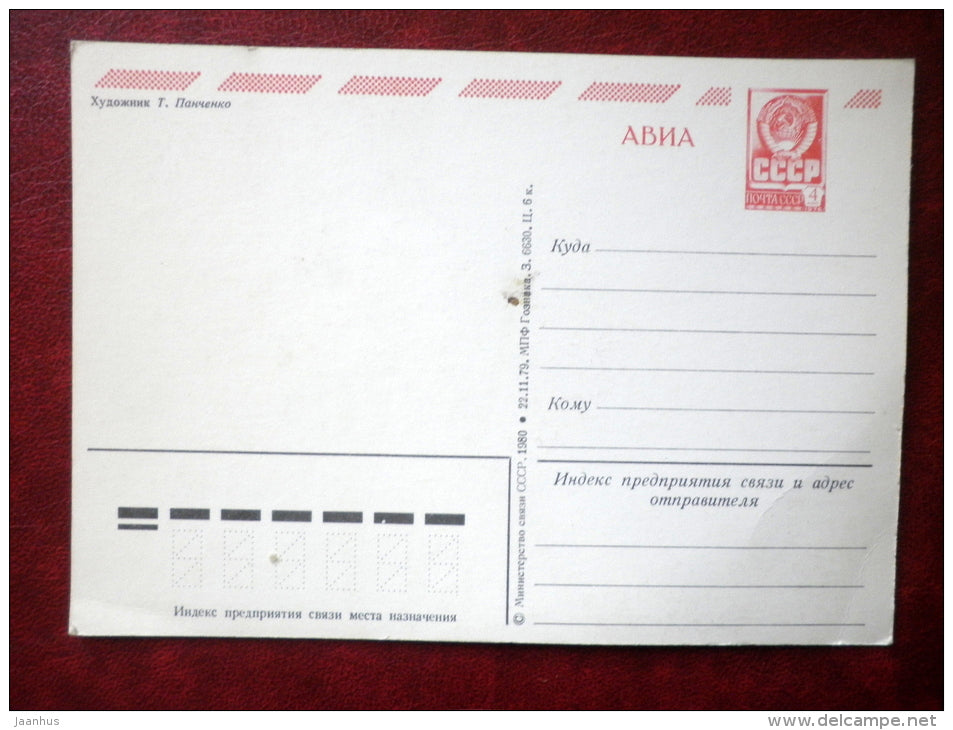 Художник Т. Панченко
АВИА
СССР
ПОЧТА СССР 4
Куда
Кому
© Министерство связи СССР. 1980 • 22.11.79. МПФ Гознака. З. 6630. Ц. 6 к.
Индекс предприятия связи и адрес
отправителя
Индекс предприятия связи места назначения
Jaanhus
www.delcampe.net